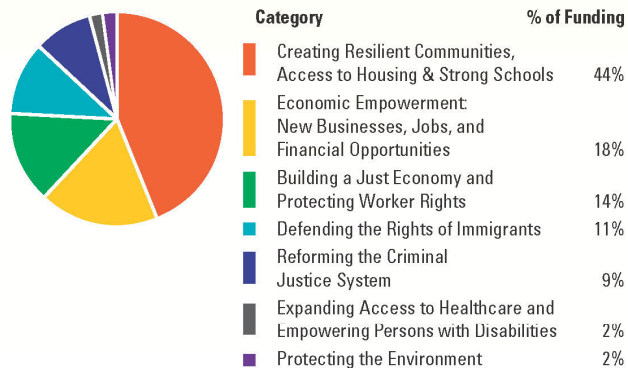 Category % of Funding
Creating Resilient Communities,
Access to Housing & Strong Schools 44%
Economic Empowerment:
New Businesses, Jobs, and
Financial Opportunities 18%
Building a Just Economy and
Protecting Worker Rights 14%
Defending the Rights of Immigrants 11%
Reforming the Criminal
Justice System 9%
Expanding Access to Healthcare and
Empowering Persons with Disabilities 2%
Protecting the Environment 2%